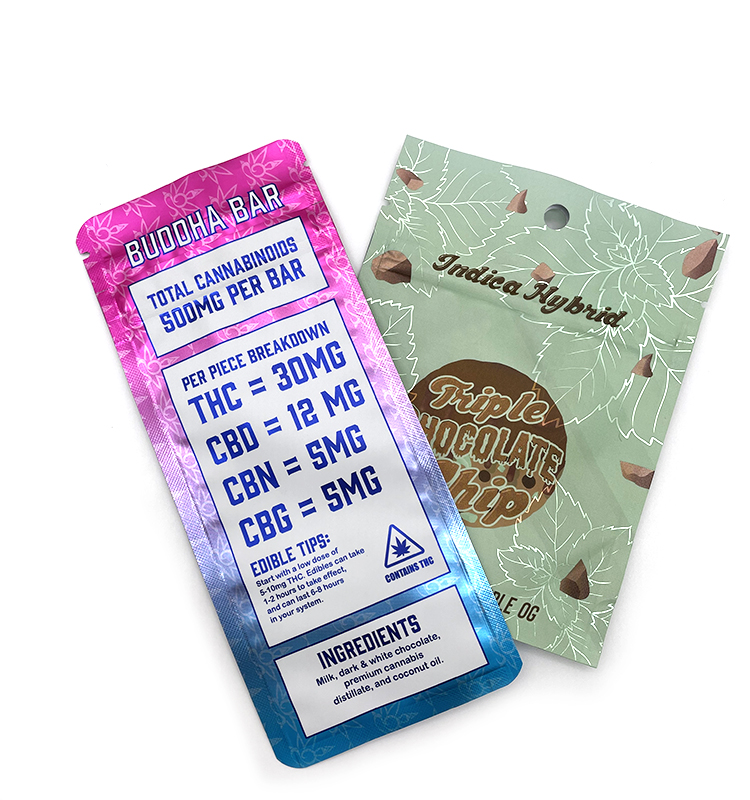 BUDDHA BAR
TOTAL CANNABINOIDS
500MG PER BAR
PER PIECE BREAKDOWN
THC = 30MG
CBD = 12 MG
CBN = 5MG
CBG = 5MG
EDIBLE TIPS:
Start with a low dose of
5-10mg THC. Edibles can take
1-2 hours to take effect,
and can last 6-8 hours
in your system.
CONTAINS THC
INGREDIENTS
Milk, dark & white chocolate,
premium cannabis
distillate, and coconut oil.
Indica Hybrid
Triple
HOCOLATE
Chip
PLE OG